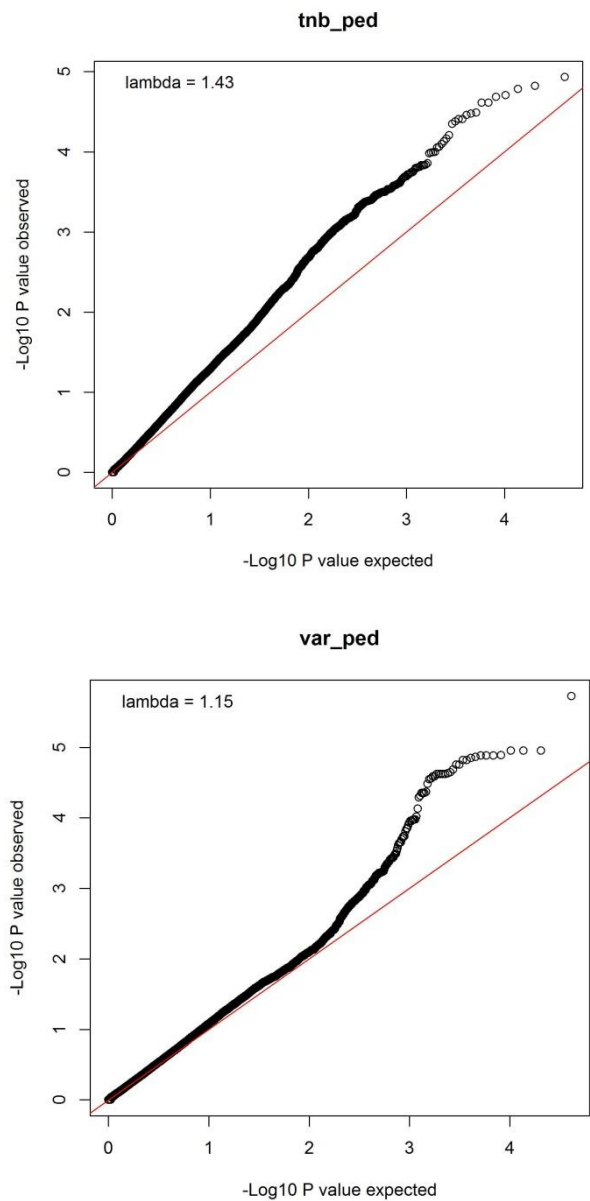 tnb_ped
lambda = 1.43
5
4
3
2
1
0
-Log10 P value observed
0 1 2 3 4
-Log10 P value expected
var_ped
lambda = 1.15
5
4
3
2
1
0
-Log10 P value observed
0 1 2 3 4
-Log10 P value expected